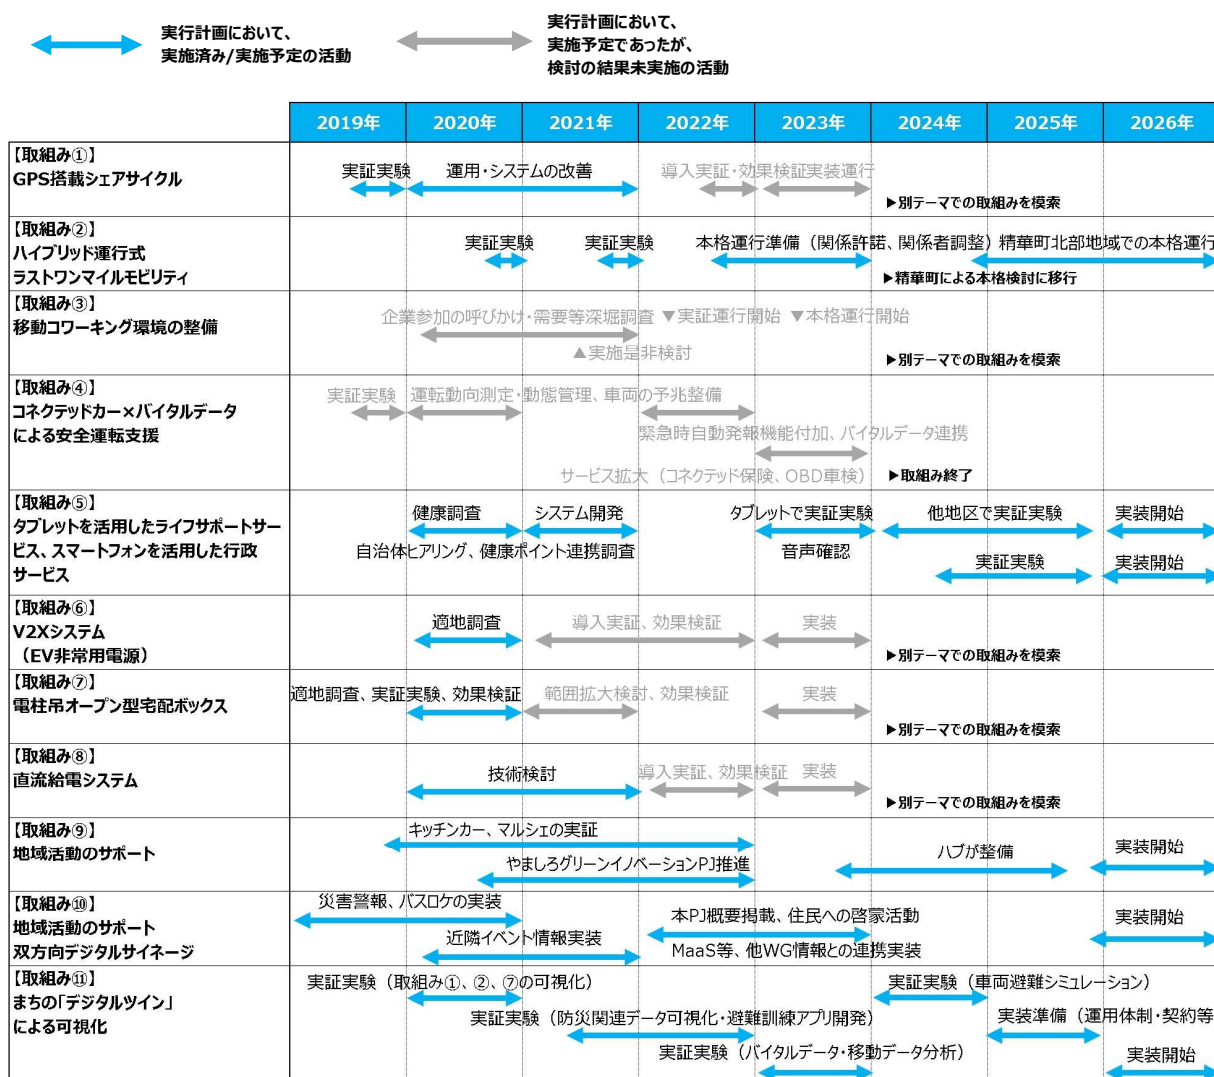 実行計画において、
実施済み/実施予定の活動
実行計画において、
実施予定であったが、
検討の結果未実施の活動
2019年 2020年 2021年 2022年 2023年 2024年 2025年 2026年
【取組み①】
GPS搭載シェアサイクル
実証実験 運用・システムの改善 導入実証・効果検証 実装運行
▶別テーマでの取組みを模索
【取組み②】
ハイブリッド運行式
ラストワンマイルモビリティ
実証実験 実証実験 本格運行準備（関係許諾、関係者調整） 精華町北部地域での本格運行
▶精華町による本格検討に移行
【取組み③】
移動コワーキング環境の整備
企業参加の呼びかけ・需要等深堀調査 ▼実証運行開始 ▼本格運行開始
▲実施是非検討
▶別テーマでの取組みを模索
【取組み④】
コネクテッドカー×バイタルデータ
による安全運転支援
実証実験 運転動向測定・動態管理、車両の予兆整備
緊急時自動発報機能付加、バイタルデータ連携
サービス拡大（コネクテッド保険、OBD車検）
▶取組み終了
【取組み⑤】
タブレットを活用したライフサポートサー
ビス、スマートフォンを活用した行政
サービス
健康調査 システム開発 タブレットで実証実験 他地区で実証実験 実装開始
自治体ヒアリング、健康ポイント連携調査 音声確認
実証実験 実装開始
【取組み⑥】
V2Xシステム
（EV非常用電源）
適地調査 導入実証、効果検証 実装
▶別テーマでの取組みを模索
【取組み⑦】
電柱吊オープン型宅配ボックス
適地調査、実証実験、効果検証 範囲拡大検討、効果検証 実装
▶別テーマでの取組みを模索
【取組み⑧】
直流給電システム
技術検討 導入実証、効果検証 実装
▶別テーマでの取組みを模索
【取組み⑨】
地域活動のサポート
キッチンカー、マルシェの実証
やましろグリーンイノベーションPJ推進
ハブが整備 実装開始
【取組み⑩】
地域活動のサポート
双方向デジタルサイネージ
災害警報、バスロケの実装
近隣イベント情報実装
本PJ概要掲載、住民への啓蒙活動
MaaS等、他WG情報との連携実装
実装開始
【取組み⑪】
まちの「デジタルツイン」
による可視化
実証実験（取組み①、②、⑦の可視化）
実証実験（防災関連データ可視化・避難訓練アプリ開発）
実証実験（バイタルデータ・移動データ分析）
実証実験（車両避難シミュレーション）
実装準備（運用体制・契約等
実装開始